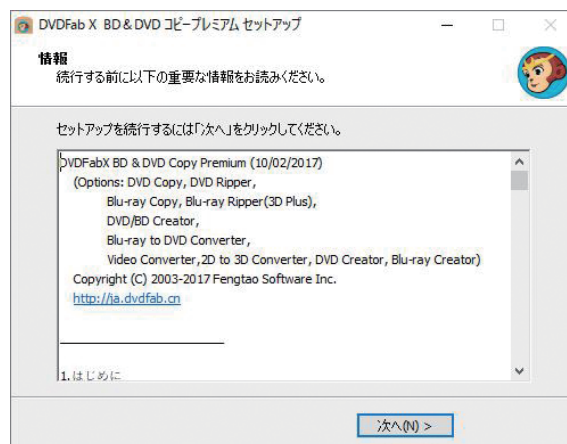 DVDFab X BD & DVD コピープレミアム セットアップ
情報
続行する前に以下の重要な情報をお読みください。
セットアップを続行するには「次へ」をクリックしてください。
DVDFabX BD & DVD Copy Premium (10/02/2017)
(Options: DVD Copy, DVD Ripper,
Blu-ray Copy, Blu-ray Ripper(3D Plus),
DVD/BD Creator,
Blu-ray to DVD Converter,
Video Converter,2D to 3D Converter, DVD Creator, Blu-ray Creator)
Copyright (C) 2003-2017 Fengtao Software Inc.
http://ja.dvdfab.cn
1.はじめに
次へ(N) >